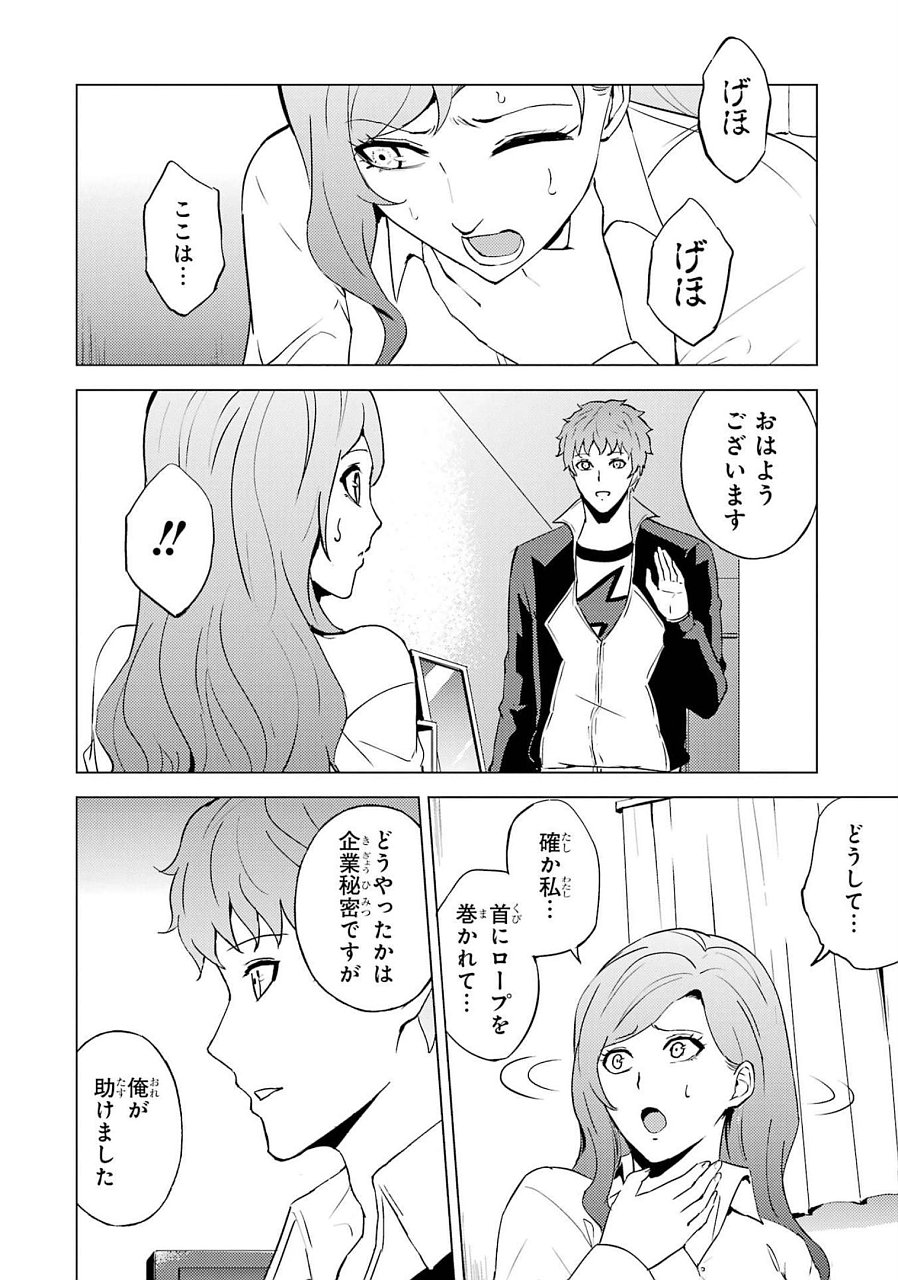 げほ
げほ
ここは…
おはよう
ございます
!!
どうして…
確か私…
首にロープを
巻かれて…
どうやったかは
企業秘密ですが
俺が
助けました